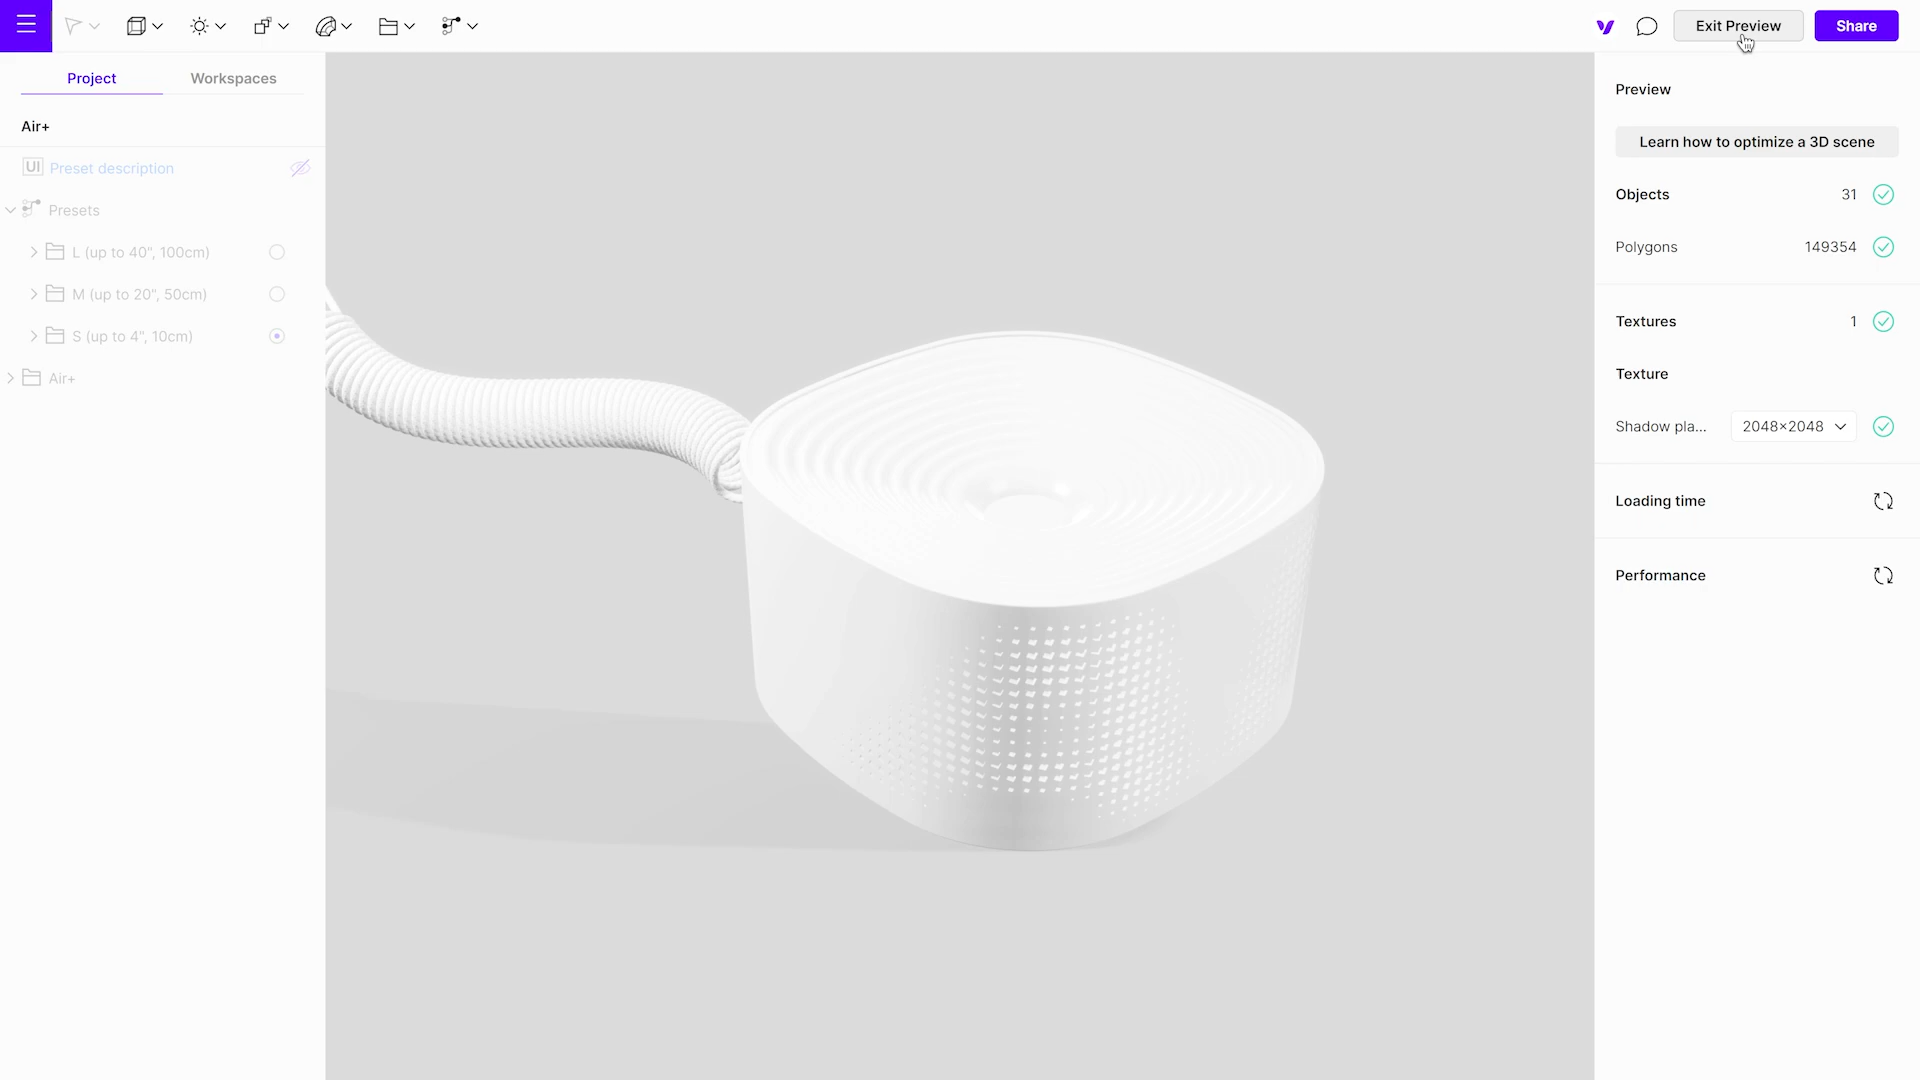 Exit Preview
Share
Project
Workspaces
Preview
Air+
Learn how to optimize a 3D scene
UI Preset description
Objects 31
Presets
Polygons 149354
L (up to 40", 100cm)
M (up to 20", 50cm)
Textures 1
S (up to 4", 10cm)
Texture
Air+
Shadow pla... 2048×2048
Loading time
Performance